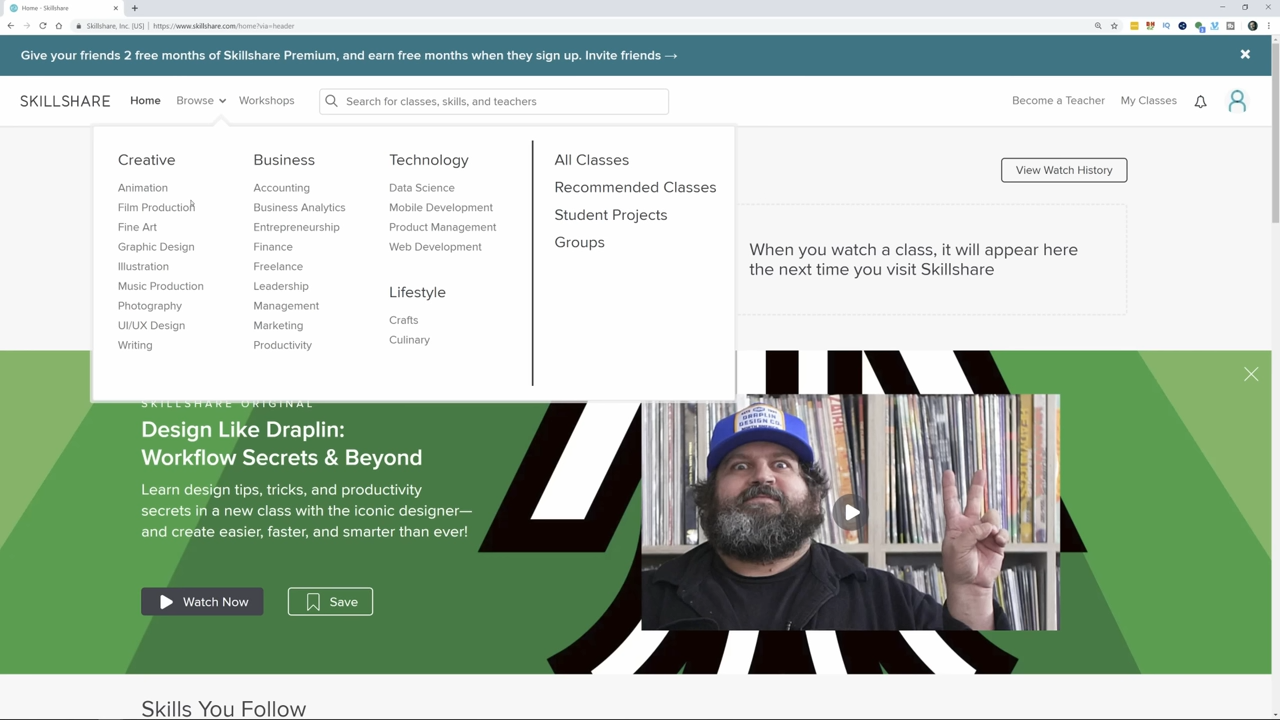 Home - Skillshare
Skillshare, Inc. [US] | https://www.skillshare.com/home?via=header
Give your friends 2 free months of Skillshare Premium, and earn free months when they sign up. Invite friends →
SKILLSHARE Home Browse Workshops Search for classes, skills, and teachers Become a Teacher My Classes
Creative
Animation
Film Production
Fine Art
Graphic Design
Illustration
Music Production
Photography
UI/UX Design
Writing
Business
Accounting
Business Analytics
Entrepreneurship
Finance
Freelance
Leadership
Management
Marketing
Productivity
Technology
Data Science
Mobile Development
Product Management
Web Development
Lifestyle
Crafts
Culinary
All Classes
Recommended Classes
Student Projects
Groups
View Watch History
When you watch a class, it will appear here
the next time you visit Skillshare
SKILLSHARE ORIGINAL
Design Like Draplin:
Workflow Secrets & Beyond
Learn design tips, tricks, and productivity
secrets in a new class with the iconic designer—
and create easier, faster, and smarter than ever!
Watch Now
Save
DRAPLIN
DESIGN CO.
Skills You Follow